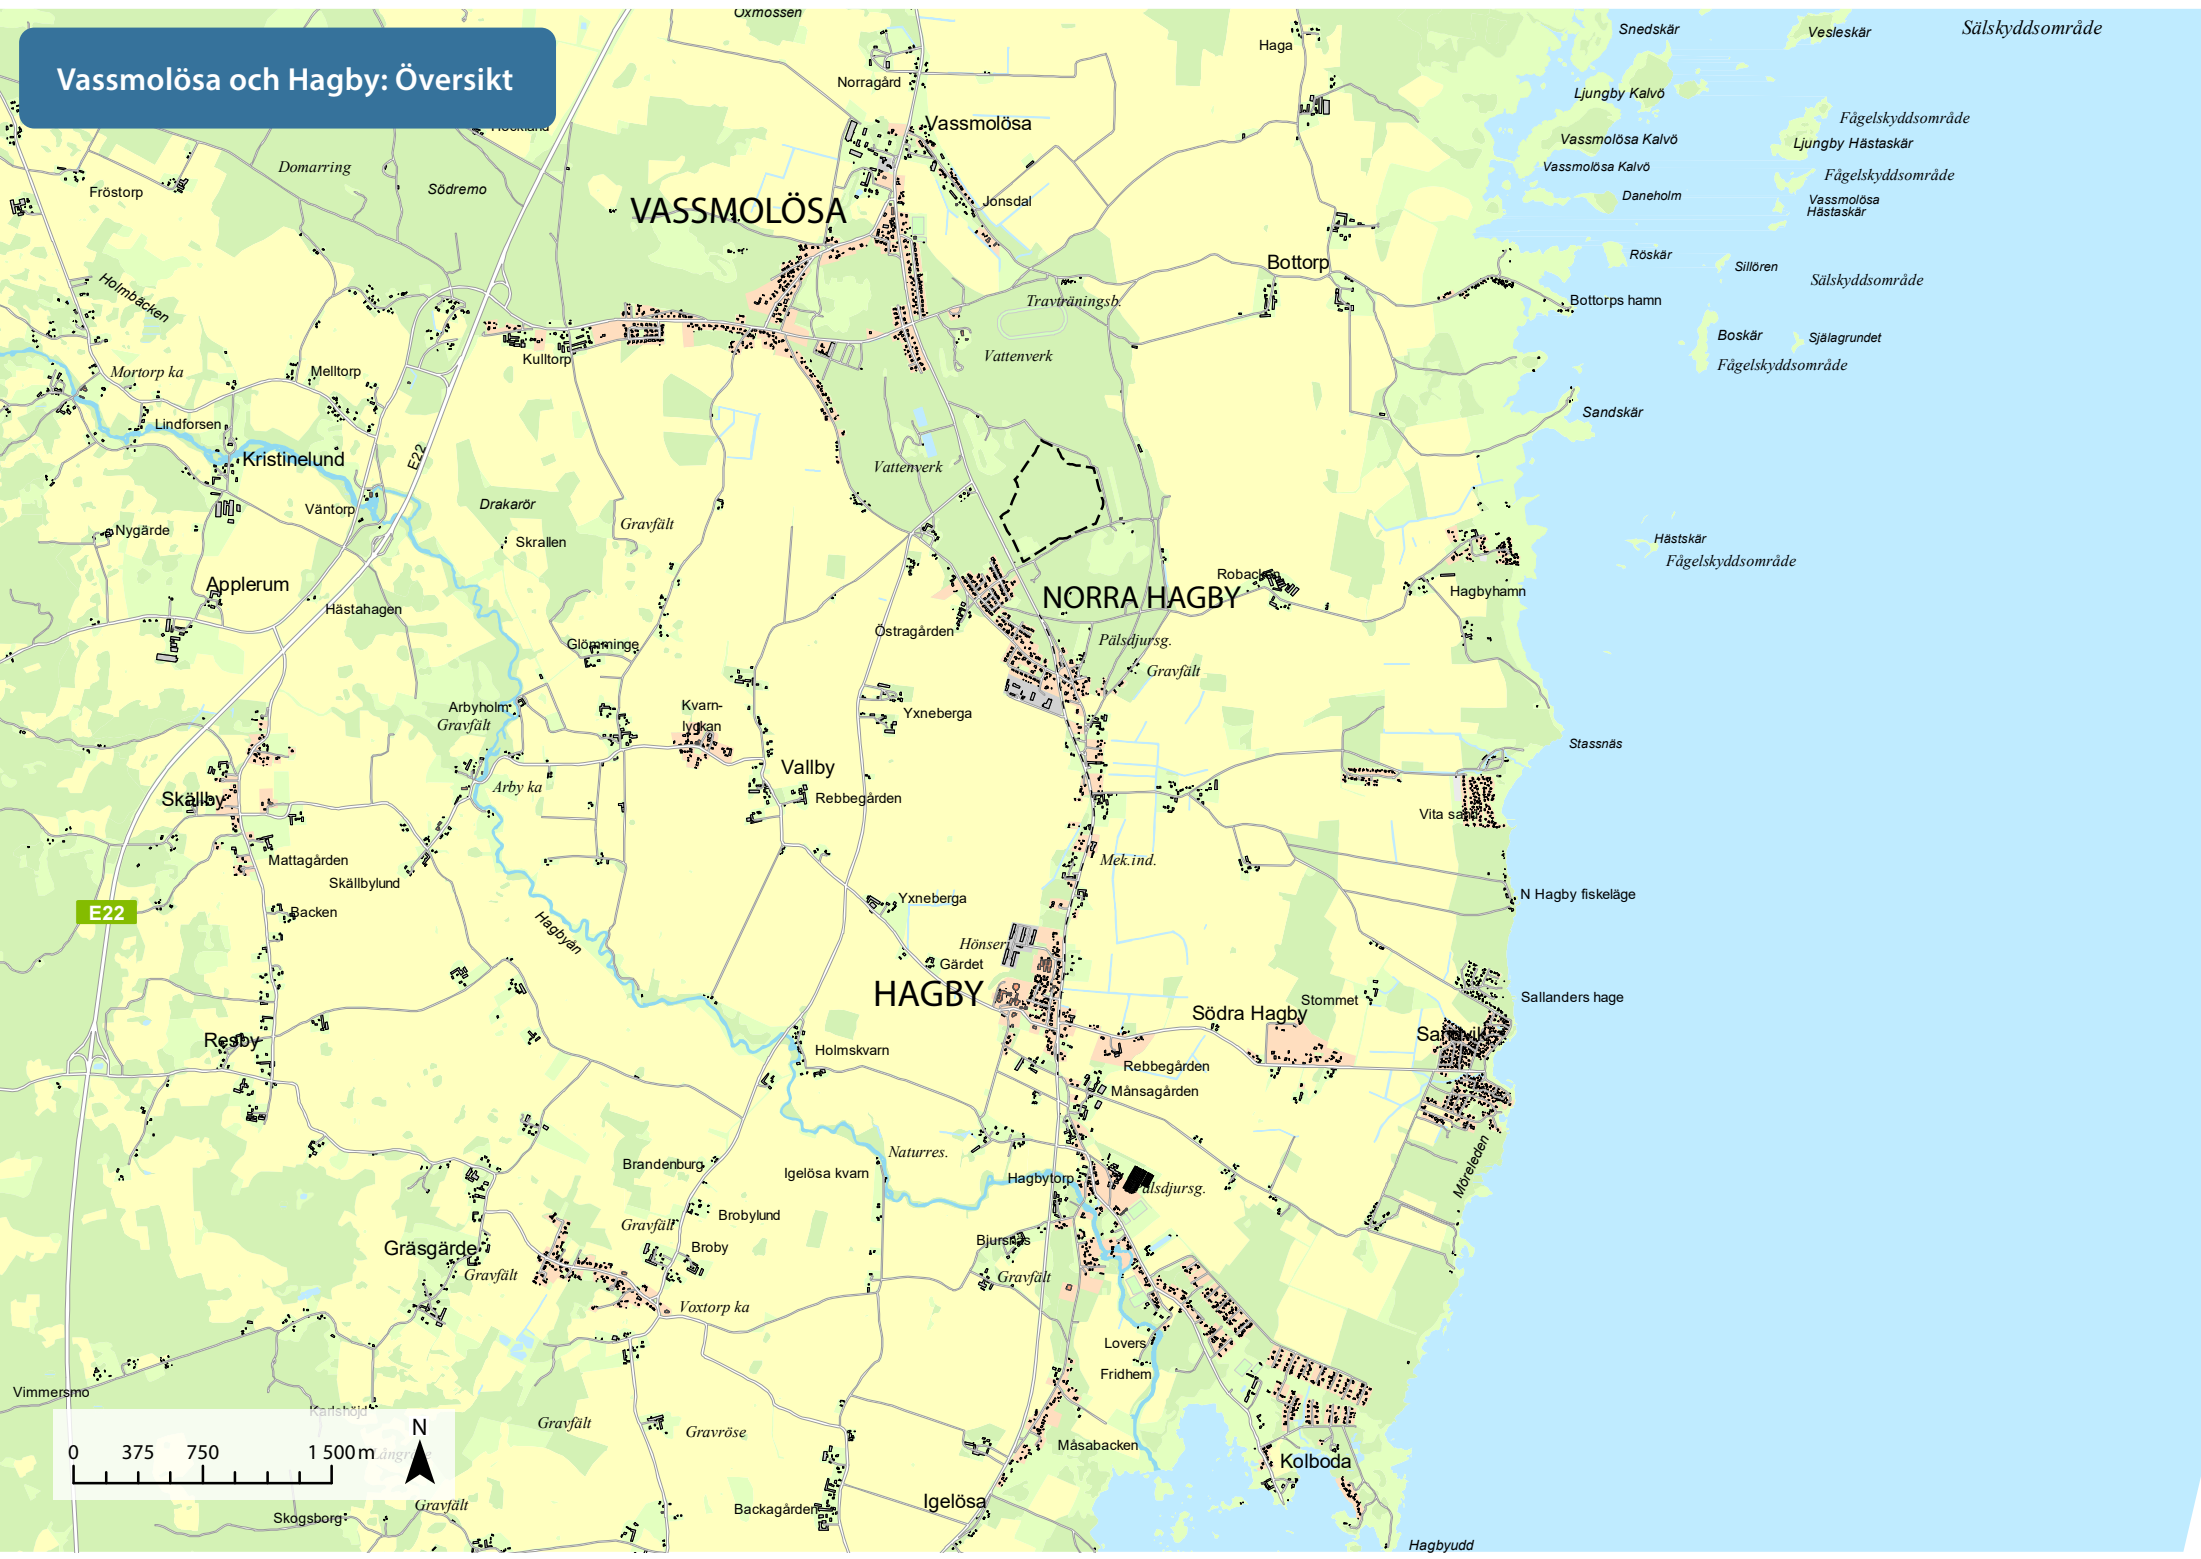 Oxmossen
Snedskär
Vesleskär
Sälskyddsområde
Haga
Vassmolösa och Hagby: Översikt
Norragård
Ljungby Kalvö
Vassmolösa
Fågelskyddsområde
Vassmolösa Kalvö
Ljungby Hästaskär
Domarring
Vassmolösa Kalvö
Fågelskyddsområde
Fröstorp
Södremo
Daneholm
Vassmolösa
Hästaskär
Jonsdal
VASSMOLÖSA
Röskär
Bottorp
Sillören
Sälskyddsområde
Holmbäcken
Travträningsb.
Bottorps hamn
Boskär
Själagrundet
Kulltorp
Vattenverk
Fågelskyddsområde
Mortorp ka
Melltorp
Sandskär
Lindforsen
Kristinelund
E22
Vattenverk
Drakarör
Väntorp
Gravfält
Nygärde
Skrallen
Hästskär
Fågelskyddsområde
Applerum
Robacken
Hagbyhamn
NORRA HAGBY
Hästahagen
Östragården
Glömminge
Pälsdjursg.
Gravfält
Arbyholm
Gravfält
Kvarn-
lyckan
Yxneberga
Stassnäs
Vallby
Arby ka
Skällby
Rebbegården
Vita sand
Mattagården
Mek.ind.
Skällbylund
N Hagby fiskeläge
Yxneberga
E22
Backen
Hagbyån
Hönseri
Gärdet
HAGBY
Stommet
Sallanders hage
Södra Hagby
Sandvik
Resby
Holmskvarn
Rebbegården
Månsagården
Naturres.
Brandenburg
Igelösa kvarn
Hagbytorp
Möreleden
Brobylund
Gravfält
Broby
Bjursnäs
Gräsgärde
Gravfält
Gravfält
Voxtorp ka
Lovers
Fridhem
Vimmersmo
Karlshöjd
Gravfält
Gravröse
N
0 375 750 1 500 m
Måsabacken
Kolboda
Gravfält
Backagården
Igelösa
Skogsborg
Hagbyudd